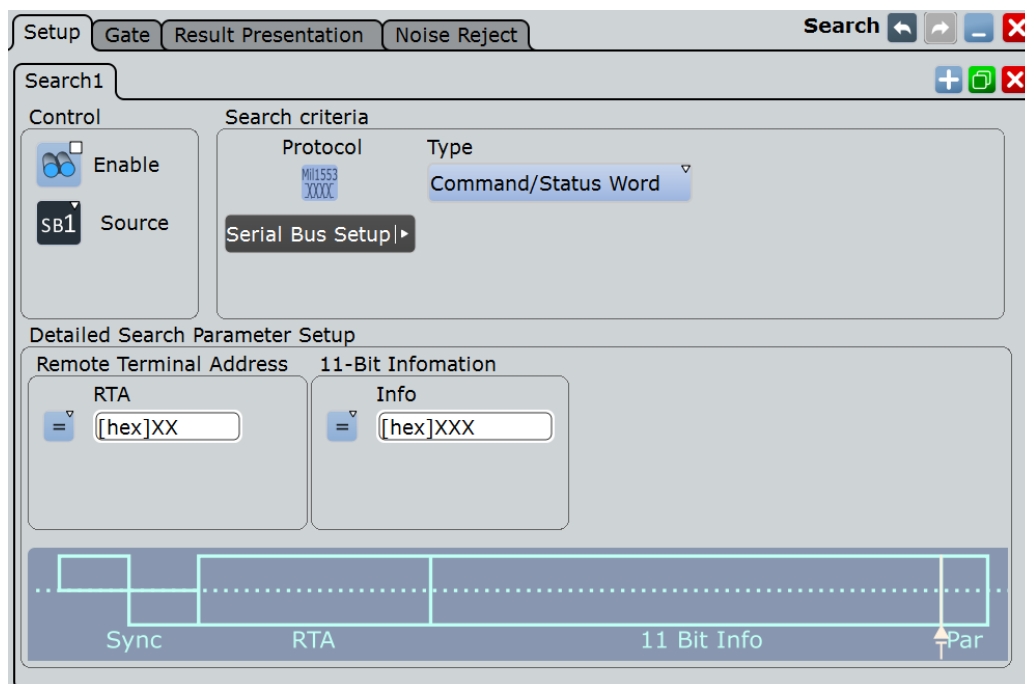 Setup Gate Result Presentation Noise Reject Search
Search1
Control Search criteria
Protocol Type
Enable Mil1553 XXXX Command/Status Word
SB1 Source Serial Bus Setup
Detailed Search Parameter Setup
Remote Terminal Address 11-Bit Infomation
RTA Info
= [hex]XX = [hex]XXX
Sync RTA 11 Bit Info Par